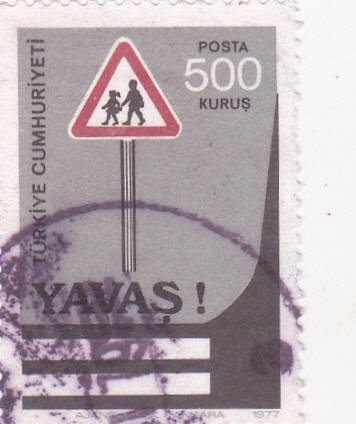 TÜRKİYE CUMHURİYETİ
POSTA
500
KURUŞ
YAVAŞ!
1977